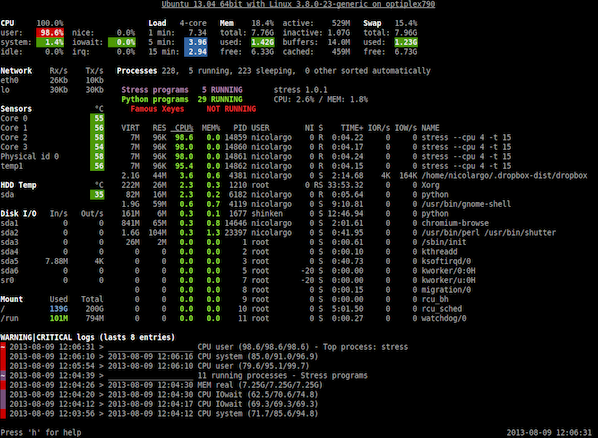 Ubuntu 13.04 64bit with Linux 3.8.0-23-generic on optiplex790
CPU 100.0% Load 4-core Mem 18.4% active: 529M Swap 15.4%
user: 98.6% nice: 0.0% 1 min: 7.34 total: 7.76G inactive: 1.07G total: 7.96G
system: 1.4% iowait: 0.0% 5 min: 3.96 used: 1.42G buffers: 14.0M used: 1.23G
idle: 0.0% irq: 0.0% 15 min: 2.94 free: 6.33G cached: 459M free: 6.73G
Network Rx/s Tx/s Processes 228, 5 running, 223 sleeping, 0 other sorted automatically
eth0 26Kb 10Kb
lo 30Kb 30Kb Stress programs 5 RUNNING stress 1.0.1
Python programs 29 RUNNING CPU: 2.6% / MEM: 1.8%
Sensors °C Famous Xeyes NOT RUNNING
Core 0 55
Core 1 56 VIRT RES CPU% MEM% PID USER NI S TIME+ IOR/s IOW/s NAME
Core 2 58 7M 96K 98.6 0.0 14859 nicolargo 0 R 0:04.22 0 0 stress --cpu 4 -t 15
Core 3 54 7M 96K 98.0 0.0 14860 nicolargo 0 R 0:04.17 0 0 stress --cpu 4 -t 15
Physical id 0 58 7M 96K 98.0 0.0 14861 nicolargo 0 R 0:04.24 0 0 stress --cpu 4 -t 15
temp1 56 7M 96K 95.4 0.0 14862 nicolargo 0 R 0:04.15 0 0 stress --cpu 4 -t 15
2.1G 44M 3.6 0.6 4381 nicolargo 0 S 2:14.68 4K 164K /home/nicolargo/.dropbox-dist/dropbox
HDD Temp °C 222M 26M 2.3 0.3 1210 root 0 RS 33:53.32 0 0 Xorg
sda 35 82M 16M 2.3 0.2 6182 nicolargo 0 R 0:05.64 0 0 python
1.9G 59M 0.6 0.7 4119 nicolargo 0 S 9:10.81 0 0 /usr/bin/gnome-shell
Disk I/O In/s Out/s 161M 6M 0.3 0.1 1677 shinken 0 S 12:46.94 0 0 python
sda1 0 0 841M 65M 0.3 0.8 14646 nicolargo 0 S 2:01.61 0 0 chromium-browse
sda2 0 0 1.6G 104M 0.3 1.3 23397 nicolargo 0 S 0:41.95 0 0 /usr/bin/perl /usr/bin/shutter
sda3 0 0 26M 2M 0.0 0.0 1 root 0 S 0:00.61 0 0 /sbin/init
sda4 0 0 0 0 0.0 0.0 2 root 0 S 0:00.10 0 0 kthreadd
sda5 7.88M 4K 0 0 0.0 0.0 3 root 0 S 0:40.73 0 0 ksoftirqd/0
sda6 0 0 0 0 0.0 0.0 5 root -20 S 0:00.00 0 0 kworker/0:0H
sr0 0 0 0 0 0.0 0.0 7 root -20 S 0:00.00 0 0 kworker/u:0H
0 0 0.0 0.0 8 root 0 S 0:00.15 0 0 migration/0
Mount Used Total 0 0 0.0 0.0 9 root 0 S 0:00.00 0 0 rcu_bh
/ 139G 200G 0 0 0.0 0.0 10 root 0 S 5:01.50 0 0 rcu_sched
/run 101M 794M 0 0 0.0 0.0 11 root 0 S 0:00.27 0 0 watchdog/0
WARNING|CRITICAL logs (lasts 8 entries)
~ 2013-08-09 12:06:31 > ___________________ CPU user (98.6/98.6/98.6) - Top process: stress
2013-08-09 12:06:10 > 2013-08-09 12:06:16 CPU system (85.0/91.0/96.9)
2013-08-09 12:05:54 > 2013-08-09 12:06:10 CPU user (79.6/95.1/99.7)
~ 2013-08-09 12:04:39 > ___________________ 11 running processes - Stress programs
2013-08-09 12:04:26 > 2013-08-09 12:04:30 MEM real (7.25G/7.25G/7.25G)
2013-08-09 12:04:20 > 2013-08-09 12:04:30 CPU IOwait (62.5/70.6/74.8)
2013-08-09 12:04:12 > 2013-08-09 12:04:17 CPU IOwait (69.3/69.3/69.3)
2013-08-09 12:03:56 > 2013-08-09 12:04:12 CPU system (71.7/85.6/94.8)
Press 'h' for help 2013-08-09 12:06:31